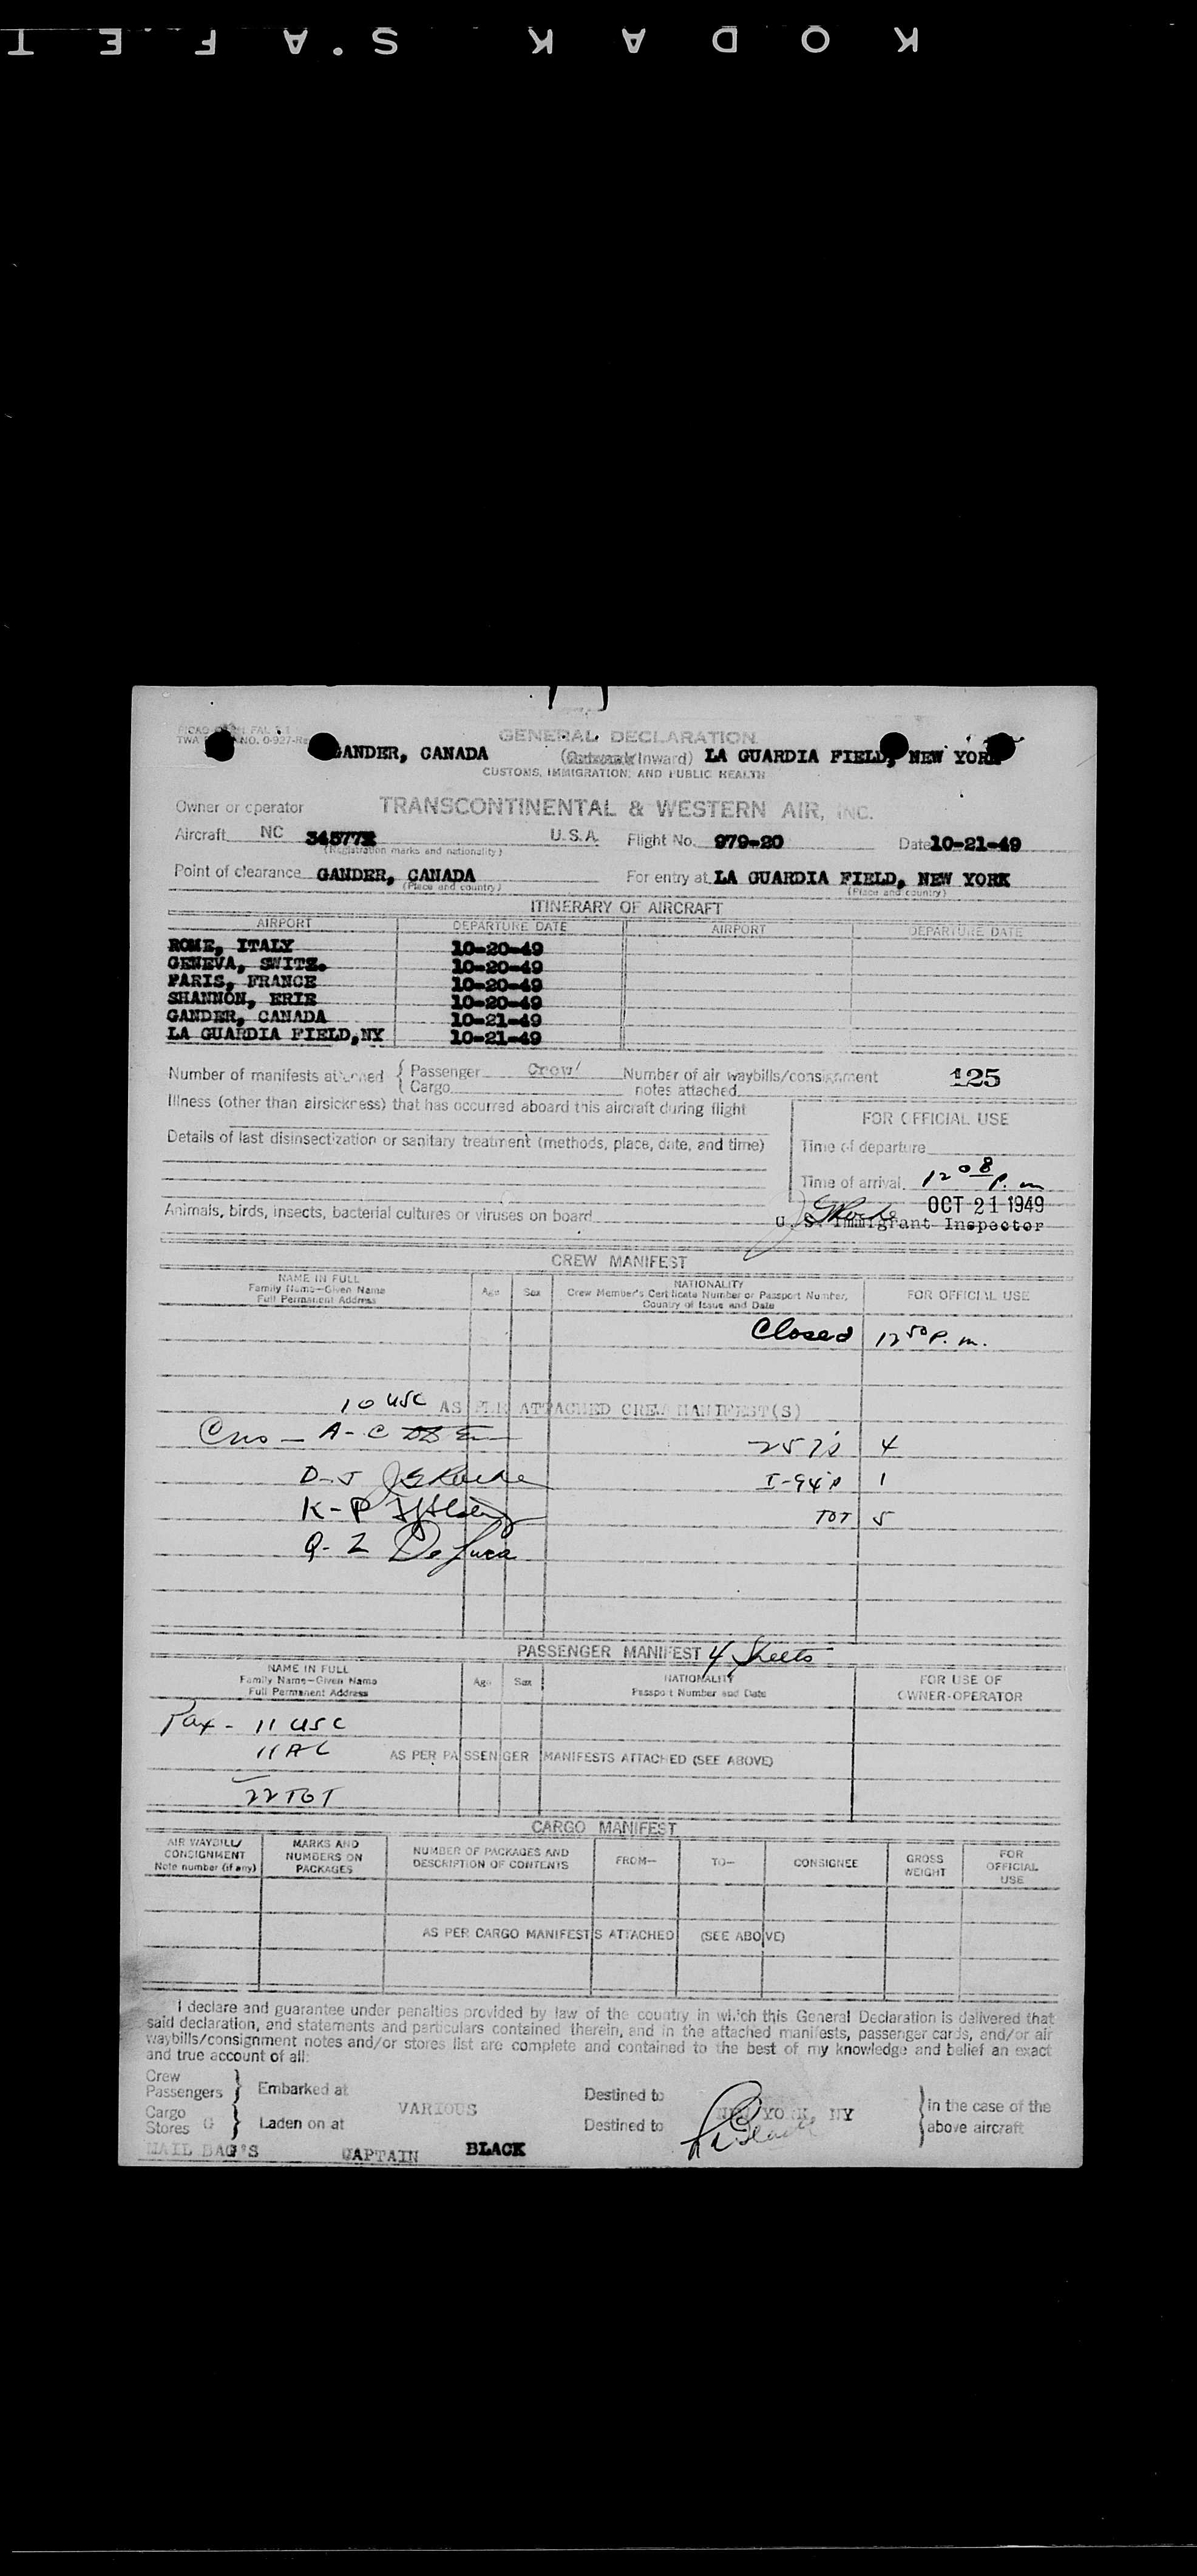 KODAK SAFET
TWA NO. 0-927-Re
GENERAL DECLARATION
GANDER, CANADA (Outward/Inward) LA GUARDIA FIELD, NEW YORK
CUSTOMS, IMMIGRATION, AND PUBLIC HEALTH
Owner or operator TRANSCONTINENTAL & WESTERN AIR, INC.
Aircraft NC 34577 U.S.A. Flight No. 979-20 Date 10-21-49
(Registration marks and nationality)
Point of clearance GANDER, CANADA For entry at LA GUARDIA FIELD, NEW YORK
(Place and country) (Place and country)
ITINERARY OF AIRCRAFT
AIRPORT DEPARTURE DATE AIRPORT DEPARTURE DATE
ROME, ITALY 10-20-49
GENEVA, SWITZ. 10-20-49
PARIS, FRANCE 10-20-49
SHANNON, ERIE 10-20-49
GANDER, CANADA 10-21-49
LA GUARDIA FIELD,NY 10-21-49
Number of manifests attached { Passenger Crew Number of air waybills/consignment 125
Cargo notes attached
Illness (other than airsickness) that has occurred aboard this aircraft during flight
FOR OFFICIAL USE
Details of last disinsectization or sanitary treatment (methods, place, date, and time)
Time of departure
Time of arrival 12 08 P. m
OCT 21 1949
Animals, birds, insects, bacterial cultures or viruses on board
U. S. Immigrant Inspector
CREW MANIFEST
NAME IN FULL
Family Name—Given Name
Full Permanent Address
Age Sex
NATIONALITY
Crew Member's Certificate Number or Passport Number,
Country of Issue and Date
FOR OFFICIAL USE
Closed 12 50 P. m.
10 USC AS PER ATTACHED CREW MANIFEST(S)
A - C
257's 4
D - J
I-94's 1
K - P
TOT 5
Q - Z De Luca
PASSENGER MANIFEST 4 Sheets
NAME IN FULL
Family Name—Given Name
Full Permanent Address
Age Sex
NATIONALITY
Passport Number and Date
FOR USE OF
OWNER-OPERATOR
Pax - 11 USC
11 AL AS PER PASSENGER MANIFESTS ATTACHED (SEE ABOVE)
22 TOT
CARGO MANIFEST
AIR WAYBILL/
CONSIGNMENT
Note number (if any)
MARKS AND
NUMBERS ON
PACKAGES
NUMBER OF PACKAGES AND
DESCRIPTION OF CONTENTS
FROM— TO— CONSIGNEE
GROSS
WEIGHT
FOR
OFFICIAL
USE
AS PER CARGO MANIFESTS ATTACHED (SEE ABOVE)
I declare and guarantee under penalties provided by law of the country in which this General Declaration is delivered that
said declaration, and statements and particulars contained therein, and in the attached manifests, passenger cards, and/or air
waybills/consignment notes and/or stores list are complete and contained to the best of my knowledge and belief an exact
and true account of all:
Crew
Passengers } Embarked at Destined to
VARIOUS NEW YORK NY
} in the case of the
above aircraft
Cargo
Stores G } Laden on at Destined to
MAIL BAG'S CAPTAIN BLACK